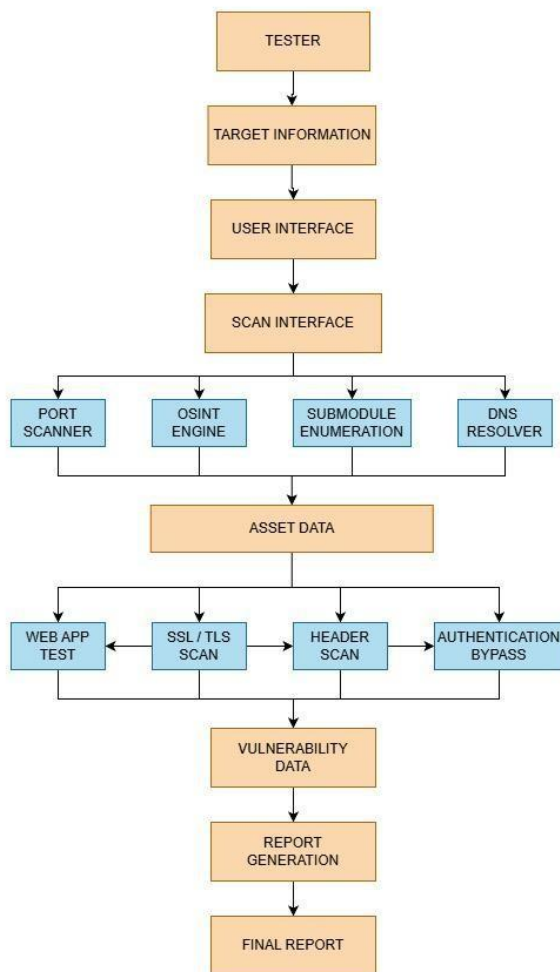 TESTER
TARGET INFORMATION
USER INTERFACE
SCAN INTERFACE
PORT
SCANNER
OSINT
ENGINE
SUBMODULE
ENUMERATION
DNS
RESOLVER
ASSET DATA
WEB APP
TEST
SSL / TLS
SCAN
HEADER
SCAN
AUTHENTICATION
BYPASS
VULNERABILITY
DATA
REPORT
GENERATION
FINAL REPORT